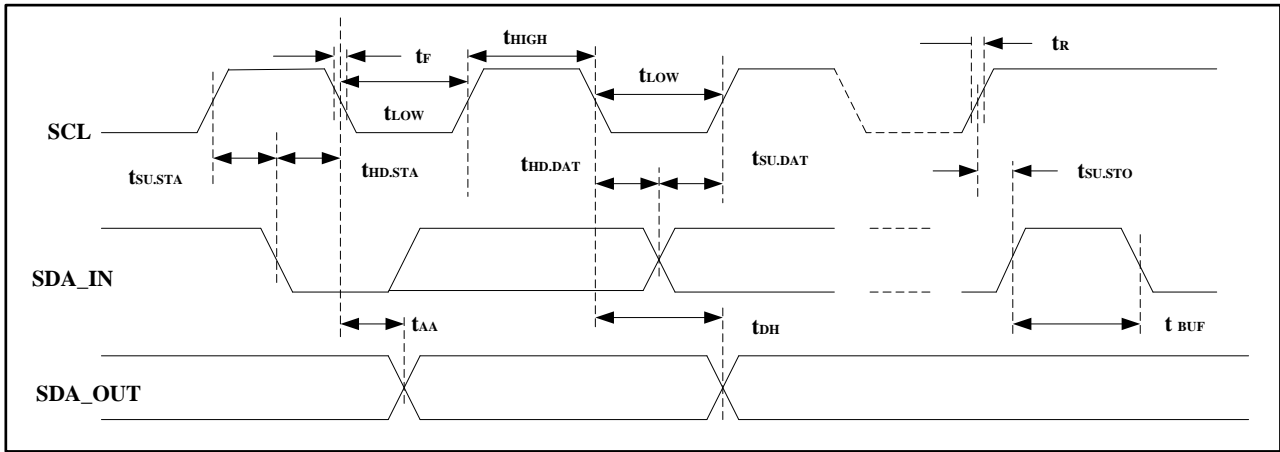 tF
tHIGH
tR
tLOW
tLOW
SCL
tSU.STA
tHD.STA
tHD.DAT
tSU.DAT
tSU.STO
SDA_IN
tAA
tDH
t BUF
SDA_OUT